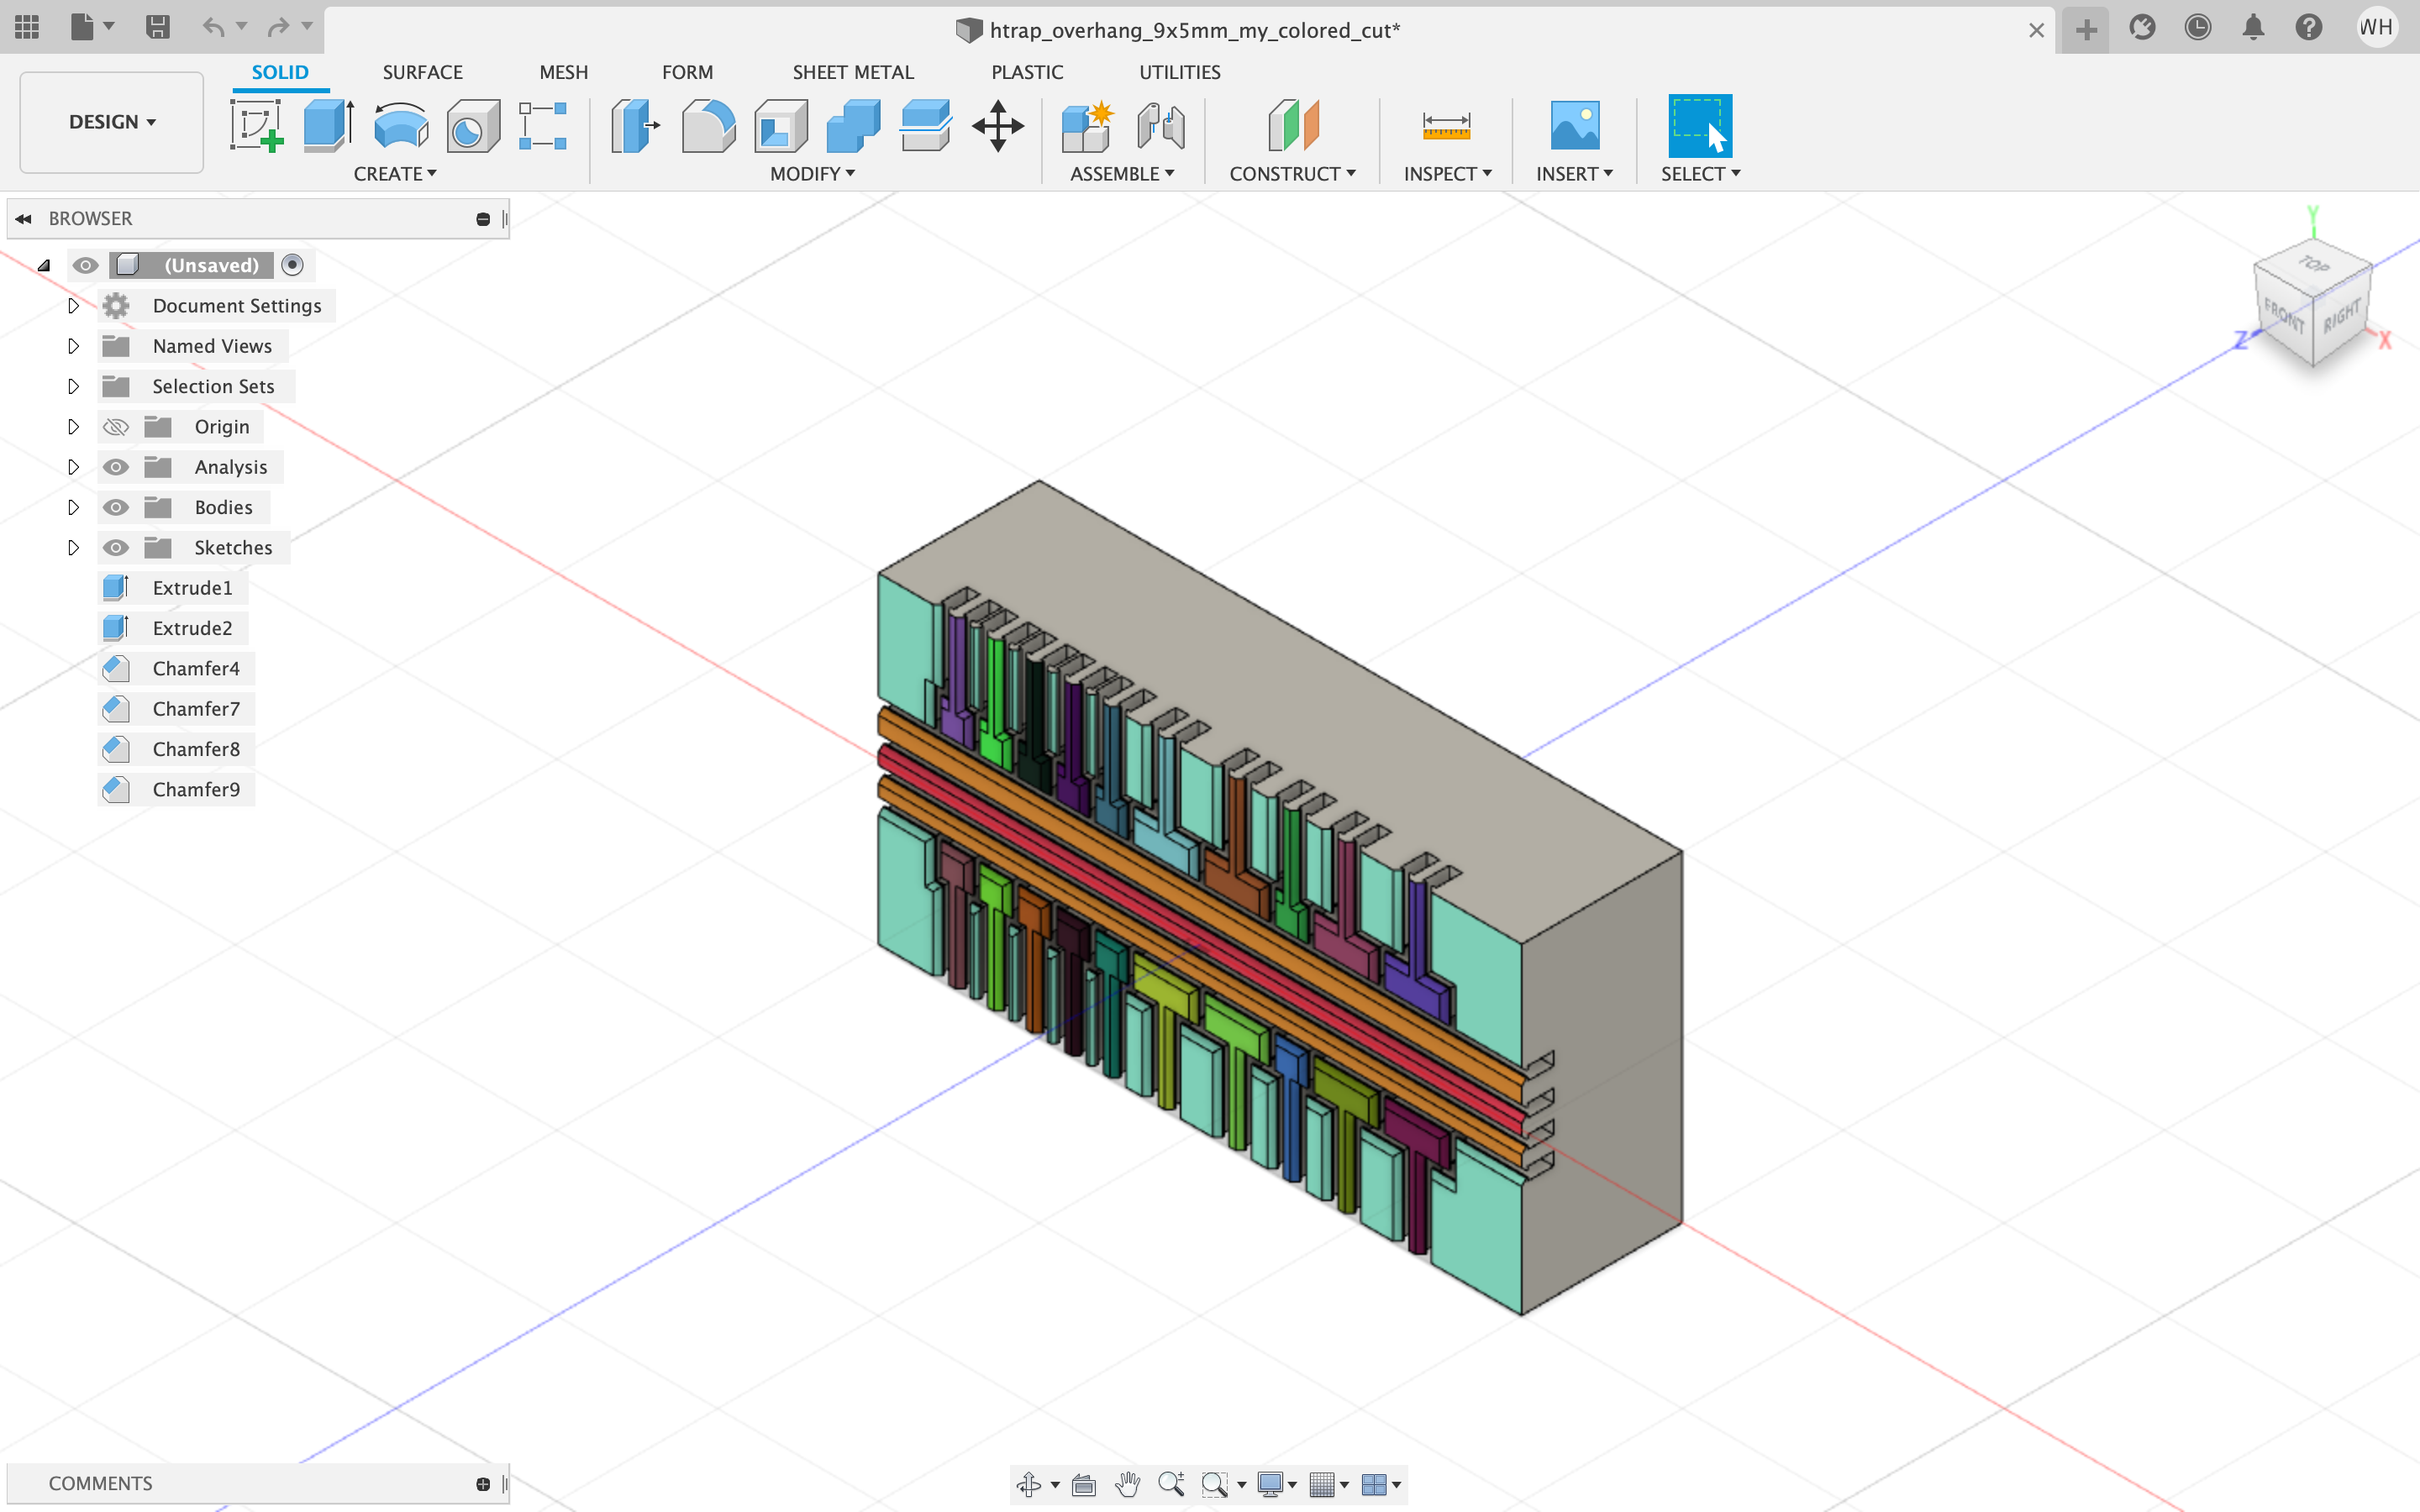 htrap_overhang_9x5mm_my_colored_cut*
WH
SOLID SURFACE MESH FORM SHEET METAL PLASTIC UTILITIES
DESIGN
CREATE MODIFY ASSEMBLE CONSTRUCT INSPECT INSERT SELECT
BROWSER
(Unsaved)
Document Settings
Named Views
Selection Sets
Origin
Analysis
Bodies
Sketches
Extrude1
Extrude2
Chamfer4
Chamfer7
Chamfer8
Chamfer9
Y
TOP
FRONT RIGHT
Z X
COMMENTS